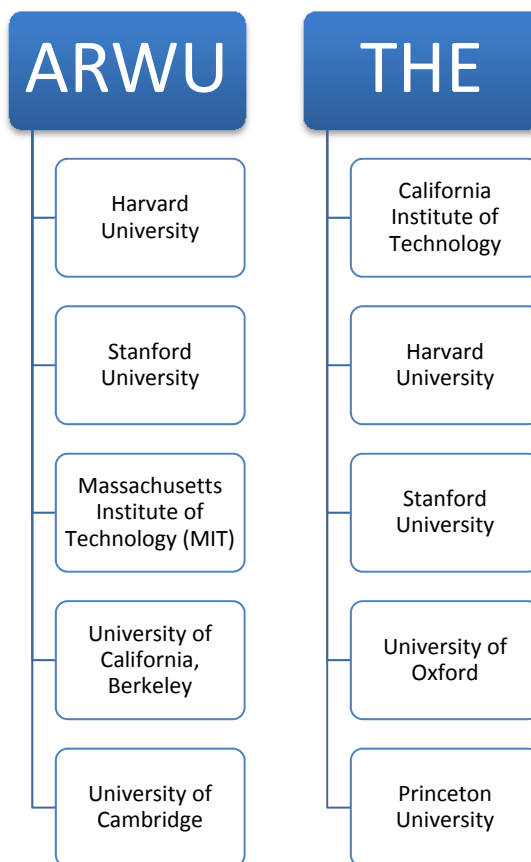 ARWU
Harvard
University
Stanford
University
Massachusetts
Institute of
Technology (MIT)
University of
California,
Berkeley
University of
Cambridge
THE
California
Institute of
Technology
Harvard
University
Stanford
University
University of
Oxford
Princeton
University